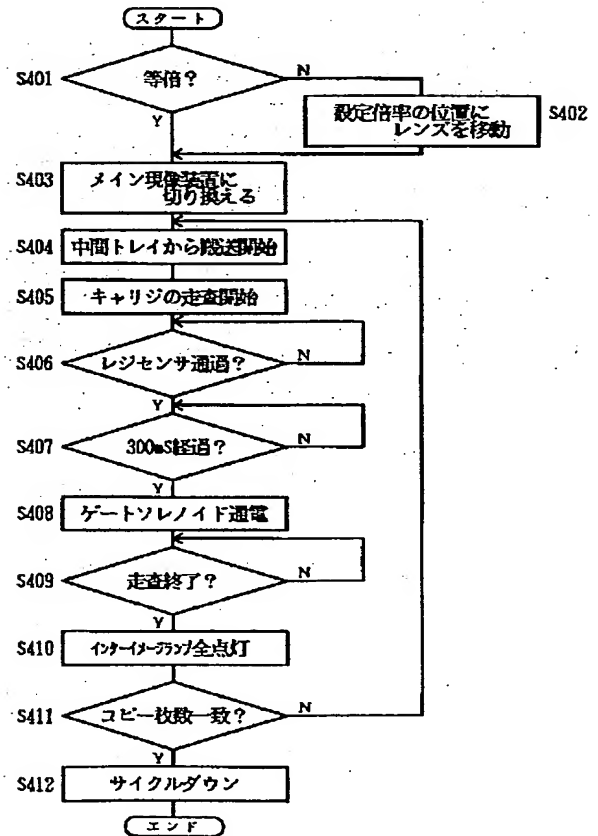 スタート
S401
等倍?
N
Y
設定倍率の位置に
レンズを移動
S402
S403
メイン現像装置に
切り換える
S404
中間トレイから搬送開始
S405
キャリジの走査開始
S406
レジセンサ通過?
N
Y
S407
300mS経過?
N
Y
S408
ゲートソレノイド通電
S409
走査終了?
N
Y
S410
インターイメージランプ全点灯
S411
コピー枚数一致?
N
Y
S412
サイクルダウン
エンド